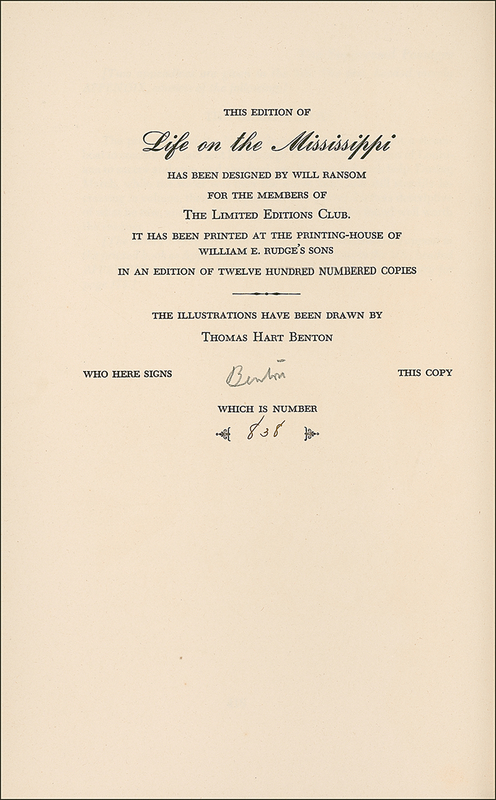 THIS EDITION OF
Life on the Mississippi
HAS BEEN DESIGNED BY WILL RANSOM
FOR THE MEMBERS OF
THE LIMITED EDITIONS CLUB.
IT HAS BEEN PRINTED AT THE PRINTING-HOUSE OF
WILLIAM E. RUDGE'S SONS
IN AN EDITION OF TWELVE HUNDRED NUMBERED COPIES
THE ILLUSTRATIONS HAVE BEEN DRAWN BY
THOMAS HART BENTON
WHO HERE SIGNS Benton THIS COPY
WHICH IS NUMBER
838